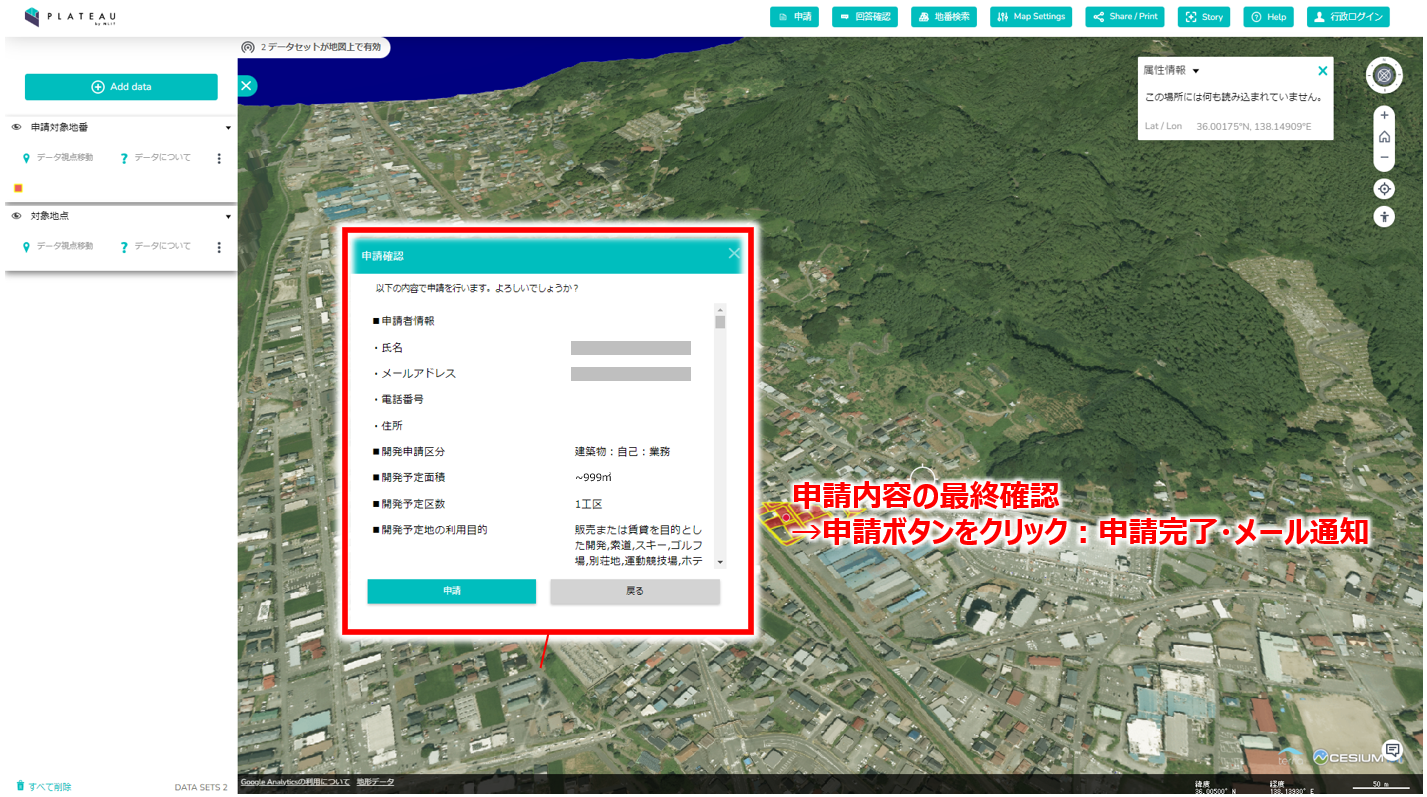 PLATEAU
by MLIT
申請
回答確認
地番検索
Map Settings
Share / Print
Story
Help
行政ログイン
2 データセットが地図上で有効
Add data
申請対象地番
データ視点移動
データについて
対象地点
データ視点移動
データについて
属性情報
この場所には何も読み込まれていません。
Lat / Lon 36.00175°N, 138.14909°E
申請確認
以下の内容で申請を行います。よろしいでしょうか？
■申請者情報
・氏名
・メールアドレス
・電話番号
・住所
■開発申請区分 建築物：自己：業務
■開発予定面積 ~999㎡
■開発予定区数 1工区
■開発予定地の利用目的 販売または賃貸を目的とし
た開発,索道,スキー,ゴルフ
場,別荘地,運動競技場,ホテ
申請
戻る
申請内容の最終確認
→申請ボタンをクリック：申請完了・メール通知
すべて削除
DATA SETS 2
Google Analyticsの利用について 地形データ
CESIUM
緯度
36.00500° N
経度
138.13930° E
50 m